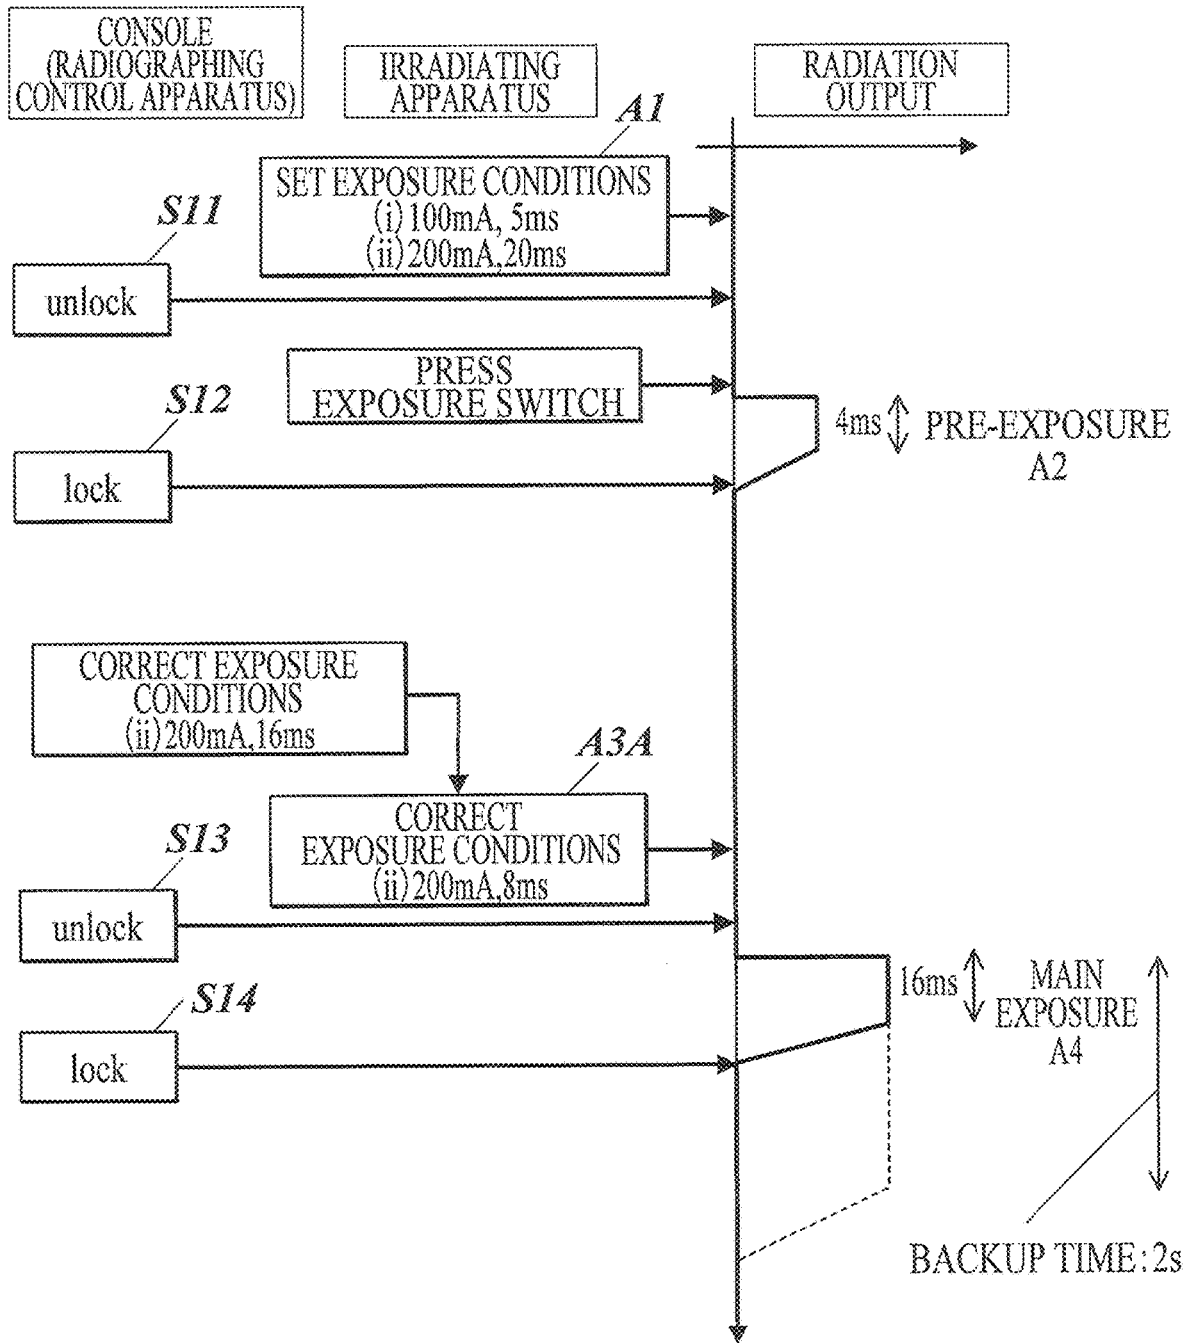 CONSOLE
(RADIOGRAPHING
CONTROL APPARATUS)
IRRADIATING
APPARATUS
RADIATION
OUTPUT
A1
SET EXPOSURE CONDITIONS
(i) 100mA, 5ms
(ii) 200mA, 20ms
S11
unlock
PRESS
EXPOSURE SWITCH
S12
lock
4ms
PRE-EXPOSURE
A2
CORRECT EXPOSURE
CONDITIONS
(ii) 200mA, 16ms
A3A
CORRECT
EXPOSURE CONDITIONS
(ii) 200mA, 8ms
S13
unlock
16ms
MAIN
EXPOSURE
A4
S14
lock
BACKUP TIME: 2s